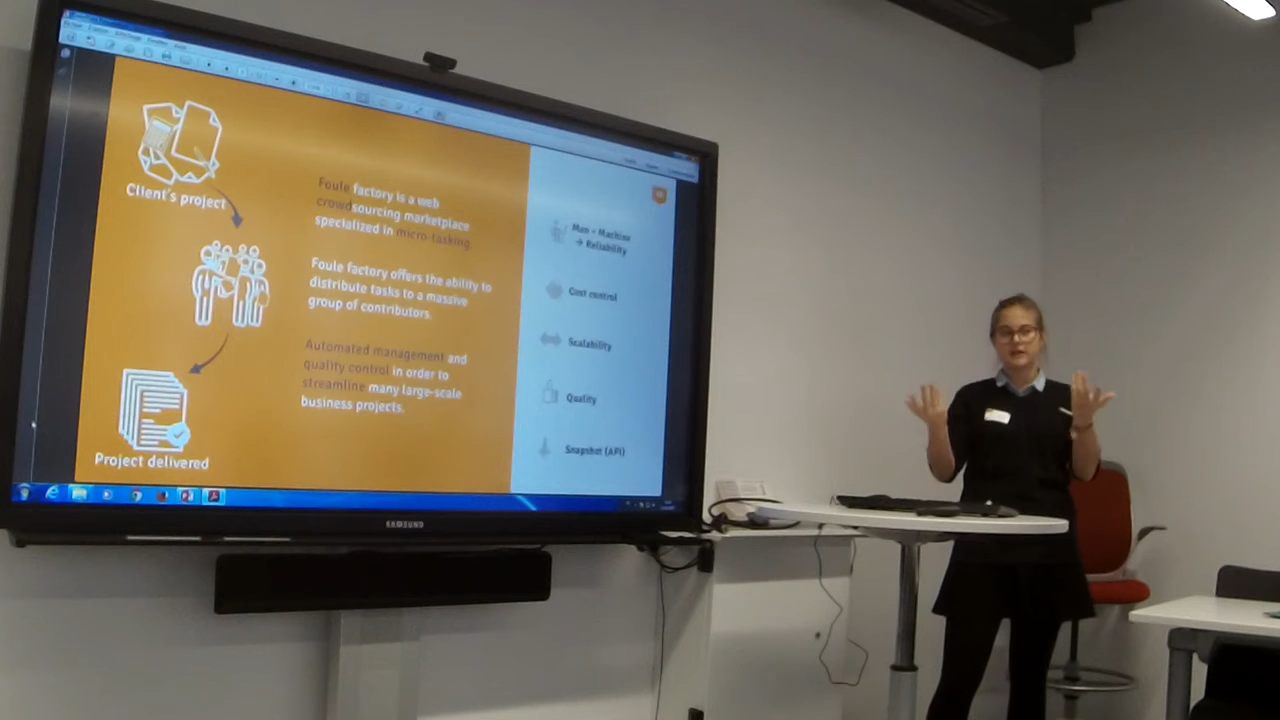 Client's project
Foule factory is a web
crowdsourcing marketplace
specialized in micro-tasking.
Foule factory offers the ability to
distribute tasks to a massive
group of contributors.
Automated management and
quality control in order to
streamline many large-scale
business projects.
Project delivered
Man - Machine
→ Reliability
Cost control
Scalability
Quality
Snapshot (API)
SAMSUNG